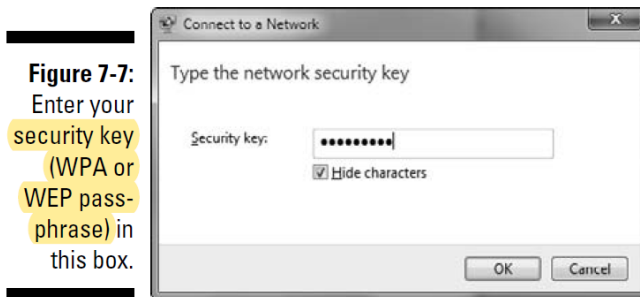 Figure 7-7:
Enter your
security key
(WPA or
WEP pass-
phrase) in
this box.
Connect to a Network
Type the network security key
Security key:
•••••••••
Hide characters
OK
Cancel